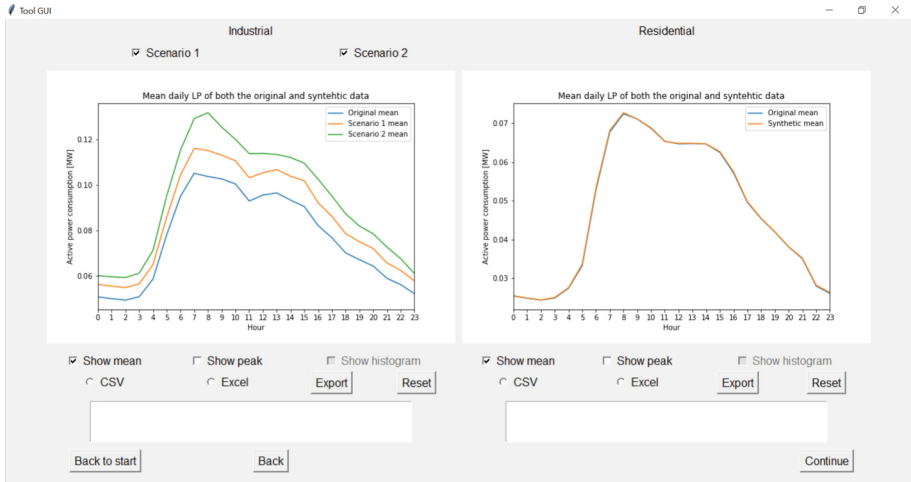 Tool GUI
Industrial
Residential
Scenario 1
Scenario 2
Mean daily LP of both the original and syntehtic data
Original mean
Scenario 1 mean
Scenario 2 mean
0.12
0.10
0.08
0.06
Active power consumption [MW]
0 1 2 3 4 5 6 7 8 9 10 11 12 13 14 15 16 17 18 19 20 21 22 23
Hour
Mean daily LP of both the original and syntehtic data
Original mean
Synthetic mean
0.07
0.06
0.05
0.04
0.03
Active power consumption [MW]
0 1 2 3 4 5 6 7 8 9 10 11 12 13 14 15 16 17 18 19 20 21 22 23
Hour
Show mean
Show peak
Show histogram
CSV
Excel
Export
Reset
Show mean
Show peak
Show histogram
CSV
Excel
Export
Reset
Back to start
Back
Continue